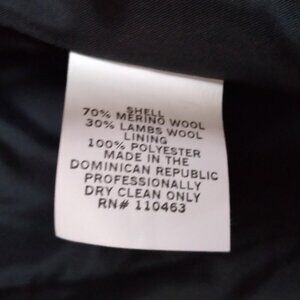 SHELL
70% MERINO WOOL
30% LAMBS WOOL
LINING
100% POLYESTER
MADE IN THE
DOMINICAN REPUBLIC
PROFESSIONALLY
DRY CLEAN ONLY
RN# 110463